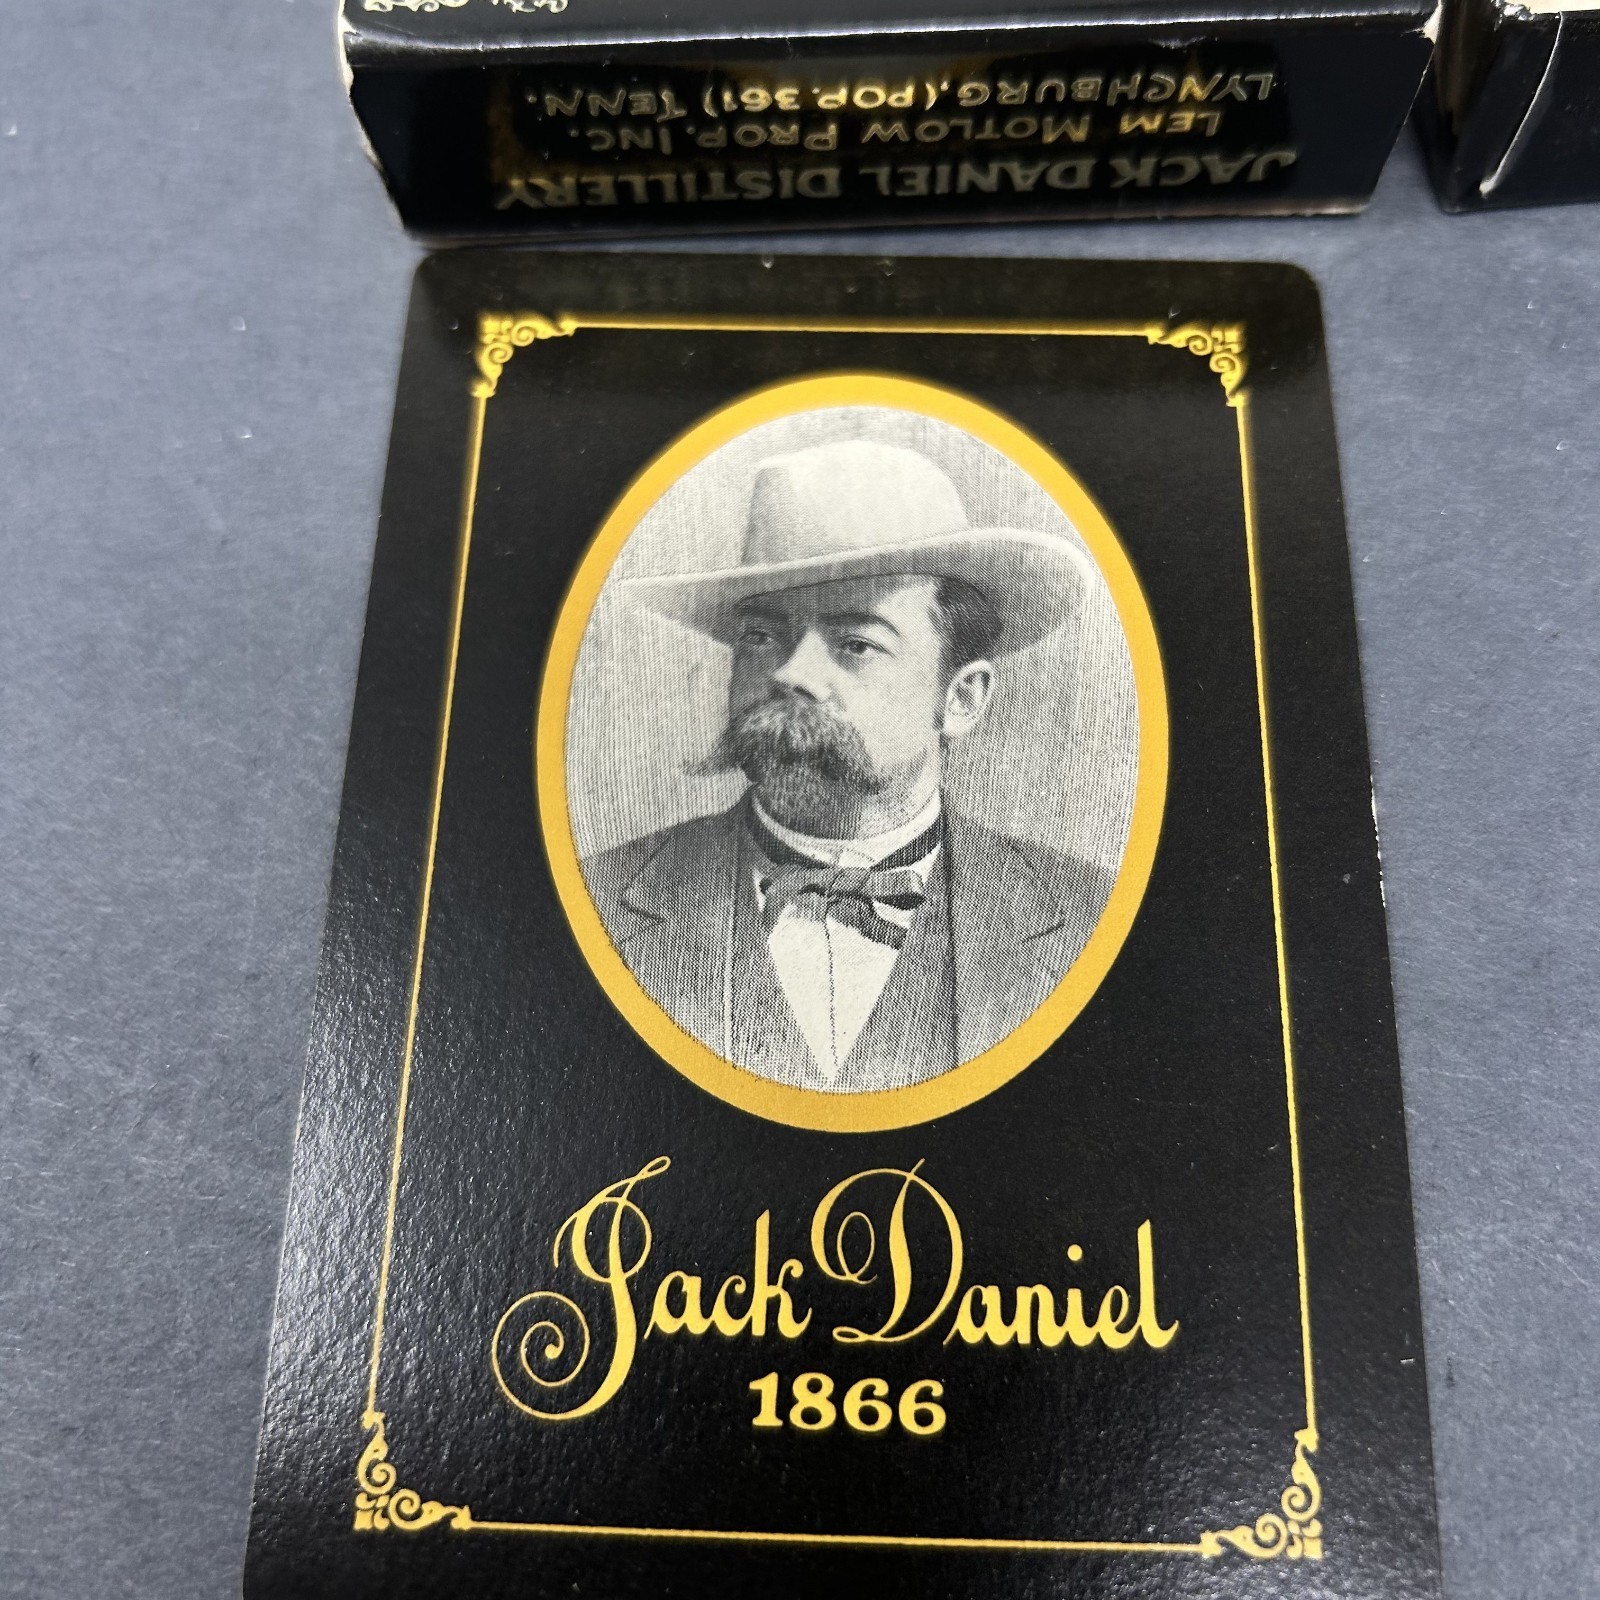 JACK DANIEL DISTILLERY
LEM MOTLOW PROP. INC.
LYNCHBURG, (POP. 361) TENN.
Jack Daniel
1866